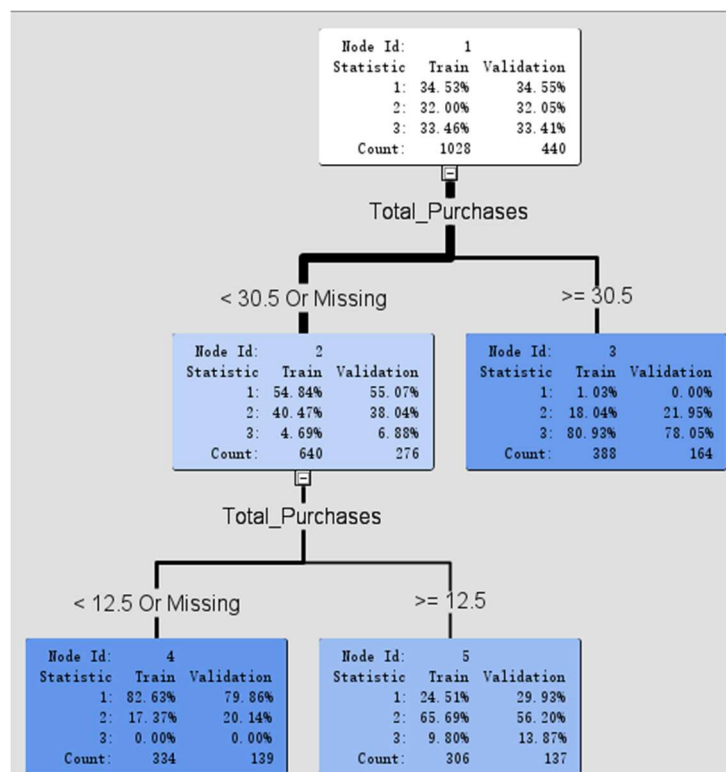 Node Id: 1
Statistic Train Validation
1: 34.53% 34.55%
2: 32.00% 32.05%
3: 33.46% 33.41%
Count: 1028 440
Total_Purchases
< 30.5 Or Missing
>= 30.5
Node Id: 2
Statistic Train Validation
1: 54.84% 55.07%
2: 40.47% 38.04%
3: 4.69% 6.88%
Count: 640 276
Node Id: 3
Statistic Train Validation
1: 1.03% 0.00%
2: 18.04% 21.95%
3: 80.93% 78.05%
Count: 388 164
Total_Purchases
< 12.5 Or Missing
>= 12.5
Node Id: 4
Statistic Train Validation
1: 82.63% 79.86%
2: 17.37% 20.14%
3: 0.00% 0.00%
Count: 334 139
Node Id: 5
Statistic Train Validation
1: 24.51% 29.93%
2: 65.69% 56.20%
3: 9.80% 13.87%
Count: 306 137